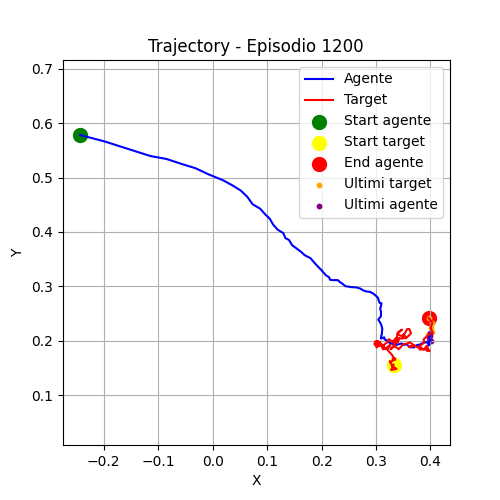 Trajectory - Episodio 1200
Agente
Target
Start agente
Start target
End agente
Ultimi target
Ultimi agente
0.7
0.6
0.5
0.4
0.3
0.2
0.1
Y
−0.2
−0.1
0.0
0.1
0.2
0.3
0.4
X